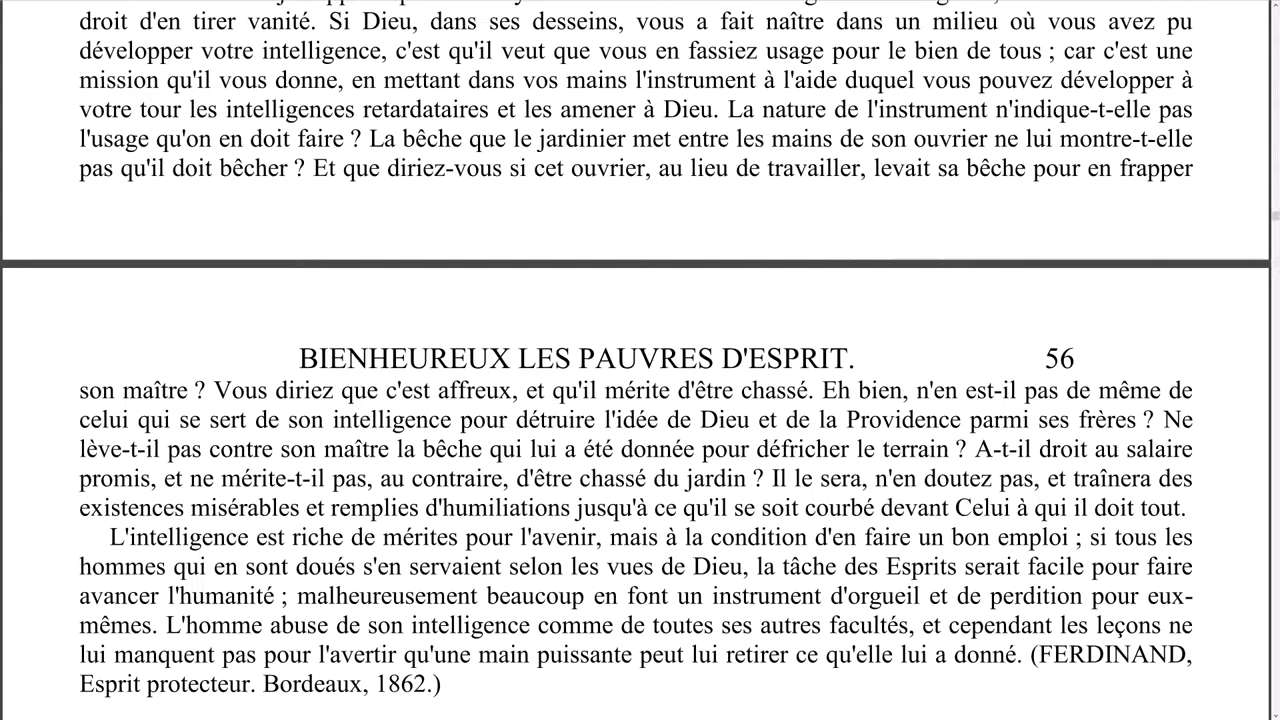 droit d'en tirer vanité. Si Dieu, dans ses desseins, vous a fait naître dans un milieu où vous avez pu
développer votre intelligence, c'est qu'il veut que vous en fassiez usage pour le bien de tous ; car c'est une
mission qu'il vous donne, en mettant dans vos mains l'instrument à l'aide duquel vous pouvez développer à
votre tour les intelligences retardataires et les amener à Dieu. La nature de l'instrument n'indique-t-elle pas
l'usage qu'on en doit faire ? La bêche que le jardinier met entre les mains de son ouvrier ne lui montre-t-elle
pas qu'il doit bêcher ? Et que diriez-vous si cet ouvrier, au lieu de travailler, levait sa bêche pour en frapper
BIENHEUREUX LES PAUVRES D'ESPRIT. 56
son maître ? Vous diriez que c'est affreux, et qu'il mérite d'être chassé. Eh bien, n'en est-il pas de même de
celui qui se sert de son intelligence pour détruire l'idée de Dieu et de la Providence parmi ses frères ? Ne
lève-t-il pas contre son maître la bêche qui lui a été donnée pour défricher le terrain ? A-t-il droit au salaire
promis, et ne mérite-t-il pas, au contraire, d'être chassé du jardin ? Il le sera, n'en doutez pas, et traînera des
existences misérables et remplies d'humiliations jusqu'à ce qu'il se soit courbé devant Celui à qui il doit tout.
L'intelligence est riche de mérites pour l'avenir, mais à la condition d'en faire un bon emploi ; si tous les
hommes qui en sont doués s'en servaient selon les vues de Dieu, la tâche des Esprits serait facile pour faire
avancer l'humanité ; malheureusement beaucoup en font un instrument d'orgueil et de perdition pour eux-
mêmes. L'homme abuse de son intelligence comme de toutes ses autres facultés, et cependant les leçons ne
lui manquent pas pour l'avertir qu'une main puissante peut lui retirer ce qu'elle lui a donné. (FERDINAND,
Esprit protecteur. Bordeaux, 1862.)